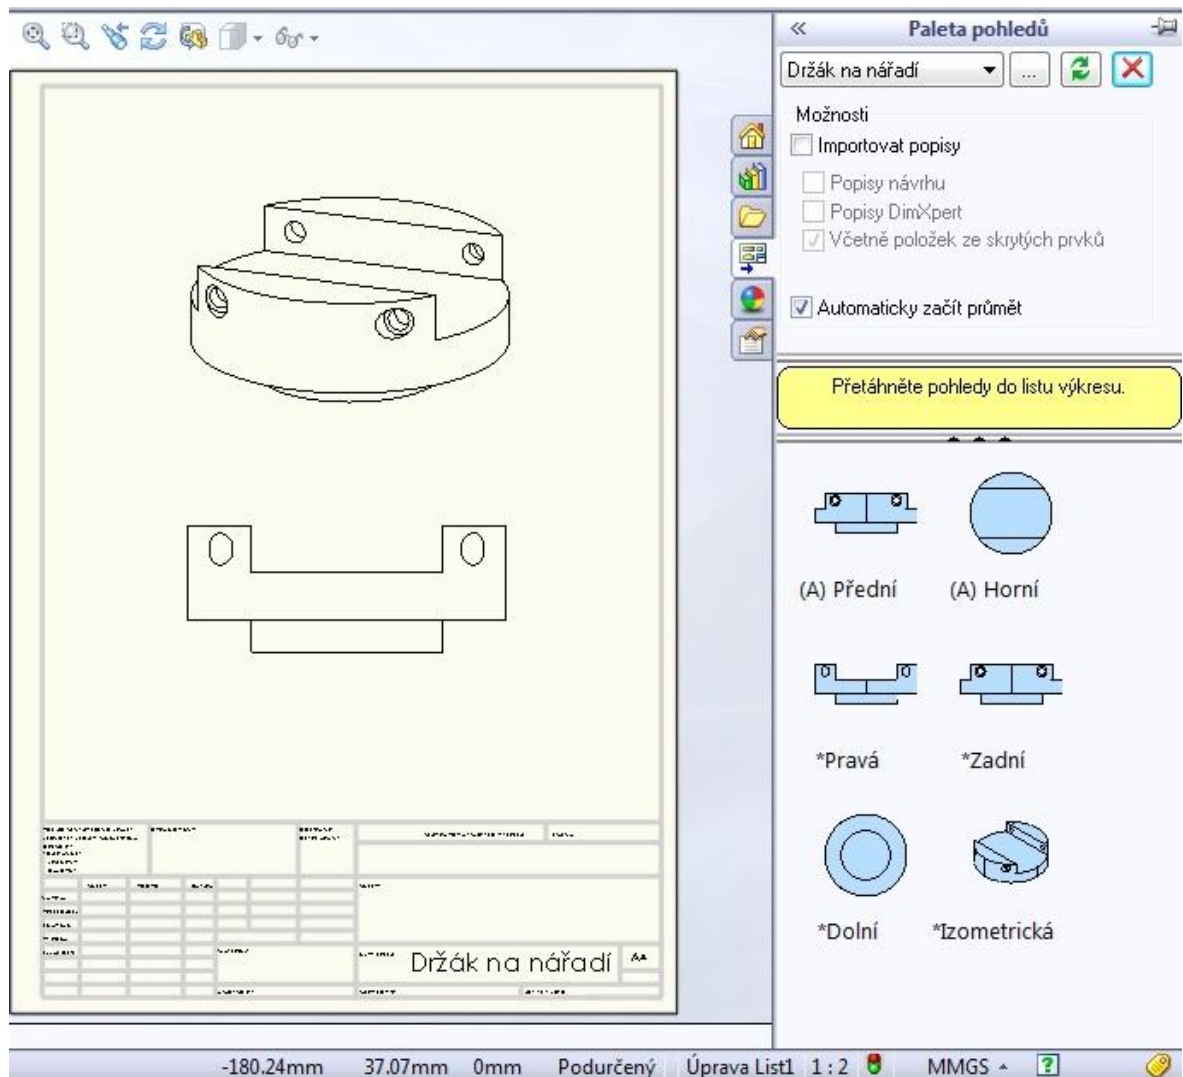 Paleta pohledů
Držák na nářadí
...
Možnosti
Importovat popisy
Popisy návrhu
Popisy DimXpert
Včetně položek ze skrytých prvků
Automaticky začít průmět
Přetáhněte pohledy do listu výkresu.
(A) Přední (A) Horní
*Pravá *Zadní
*Dolní *Izometrická
Držák na nářadí A4
-180.24mm 37.07mm 0mm Podurčený Úprava List1 1 : 2 MMGS ?